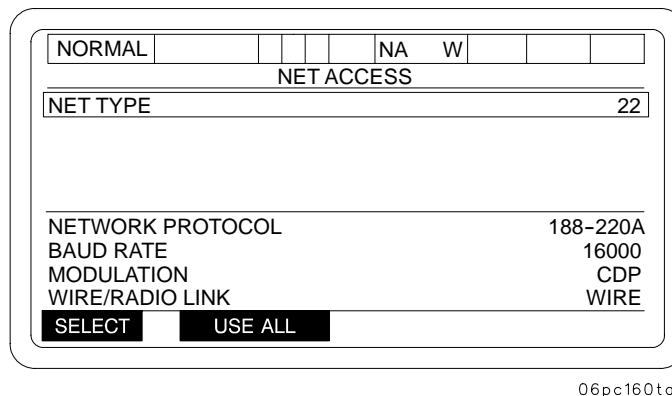 NORMAL NA W
NET ACCESS
NET TYPE 22
NETWORK PROTOCOL 188-220A
BAUD RATE 16000
MODULATION CDP
WIRE/RADIO LINK WIRE
SELECT USE ALL